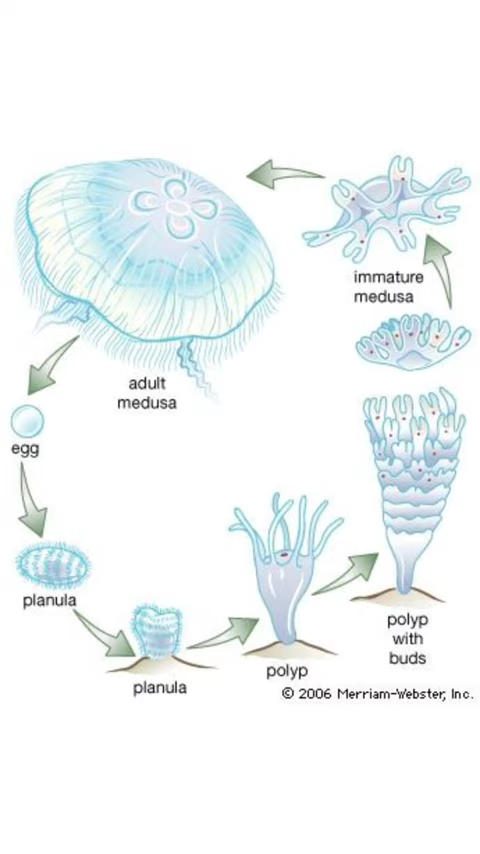 immature
medusa
adult
medusa
egg
planula
planula
polyp
polyp
with
buds
© 2006 Merriam-Webster, Inc.